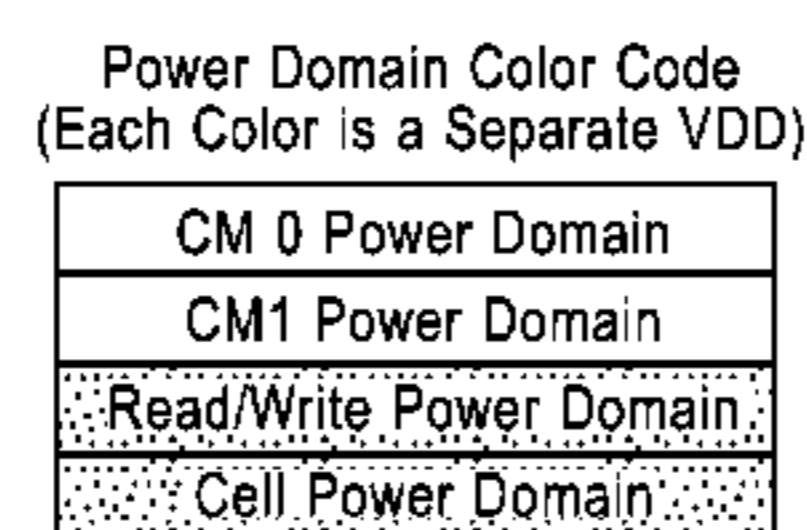 Power Domain Color Code
(Each Color is a Separate VDD)
CM 0 Power Domain
CM1 Power Domain
Read/Write Power Domain
Cell Power Domain